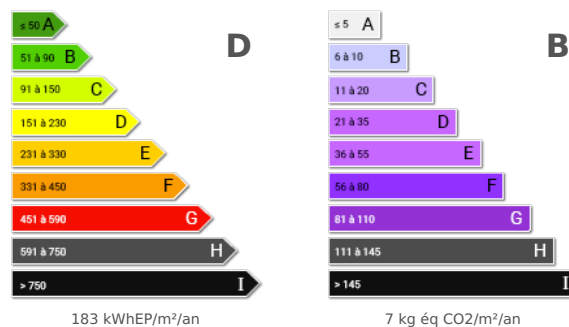 ≤ 50 A
51 à 90 B
91 à 150 C
151 à 230 D
231 à 330 E
331 à 450 F
451 à 590 G
591 à 750 H
> 750 I
D
183 kWhEP/m²/an
≤ 5 A
6 à 10 B
11 à 20 C
21 à 35 D
36 à 55 E
56 à 80 F
81 à 110 G
111 à 145 H
> 145 I
B
7 kg éq CO2/m²/an